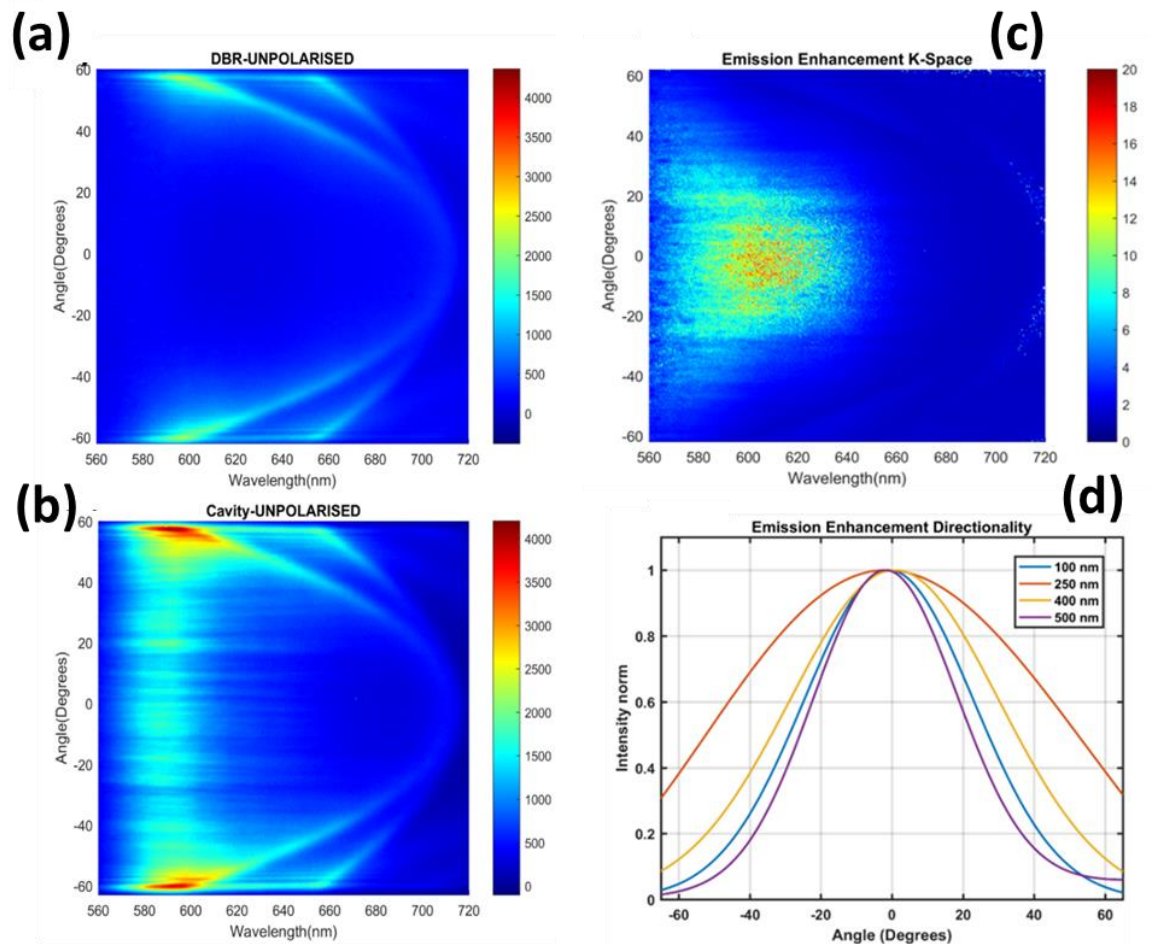 (a)
DBR-UNPOLARISED
60
40
20
0
-20
-40
-60
Angle(Degrees)
560 580 600 620 640 660 680 700 720
Wavelength(nm)
4000
3500
3000
2500
2000
1500
1000
500
0
(c)
Emission Enhancement K-Space
60
40
20
0
-20
-40
-60
Angle(Degrees)
560 580 600 620 640 660 680 700 720
Wavelength(nm)
20
18
16
14
12
10
8
6
4
2
0
(b)
Cavity-UNPOLARISED
60
40
20
0
-20
-40
-60
Angle(Degrees)
560 580 600 620 640 660 680 700 720
Wavelength(nm)
4000
3500
3000
2500
2000
1500
1000
500
0
(d)
Emission Enhancement Directionality
100 nm
250 nm
400 nm
500 nm
1
0.8
0.6
0.4
0.2
0
Intensity norm
-60 -40 -20 0 20 40 60
Angle (Degrees)